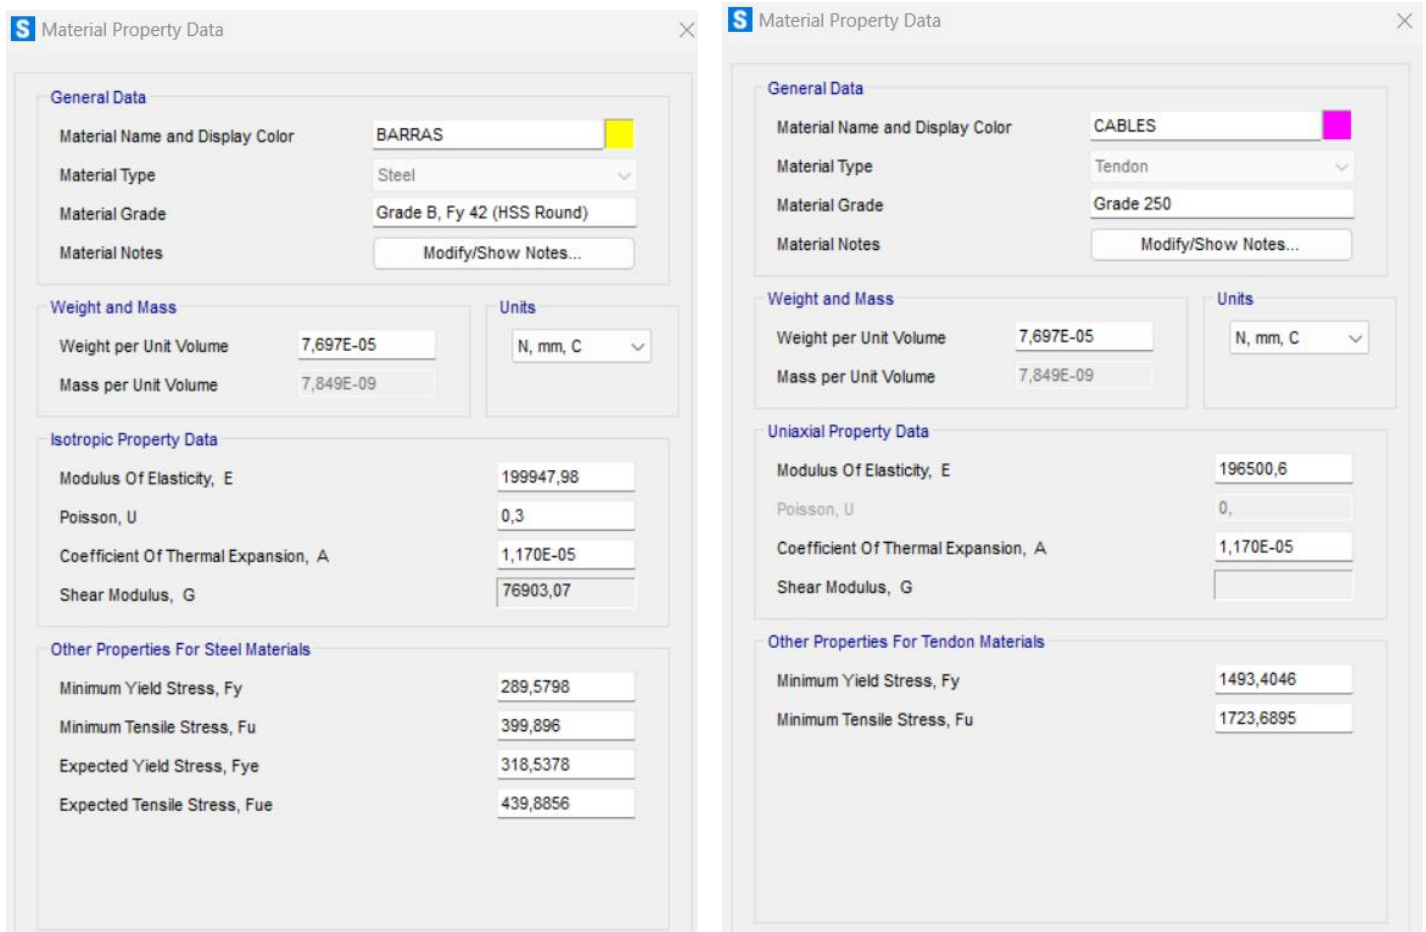 S Material Property Data
General Data
Material Name and Display Color BARRAS
Material Type Steel
Material Grade Grade B, Fy 42 (HSS Round)
Material Notes Modify/Show Notes...
Weight and Mass Units
Weight per Unit Volume 7,697E-05 N, mm, C
Mass per Unit Volume 7,849E-09
Isotropic Property Data
Modulus Of Elasticity, E 199947,98
Poisson, U 0,3
Coefficient Of Thermal Expansion, A 1,170E-05
Shear Modulus, G 76903,07
Other Properties For Steel Materials
Minimum Yield Stress, Fy 289,5798
Minimum Tensile Stress, Fu 399,896
Expected Yield Stress, Fye 318,5378
Expected Tensile Stress, Fue 439,8856
S Material Property Data
General Data
Material Name and Display Color CABLES
Material Type Tendon
Material Grade Grade 250
Material Notes Modify/Show Notes...
Weight and Mass Units
Weight per Unit Volume 7,697E-05 N, mm, C
Mass per Unit Volume 7,849E-09
Uniaxial Property Data
Modulus Of Elasticity, E 196500,6
Poisson, U 0,
Coefficient Of Thermal Expansion, A 1,170E-05
Shear Modulus, G
Other Properties For Tendon Materials
Minimum Yield Stress, Fy 1493,4046
Minimum Tensile Stress, Fu 1723,6895